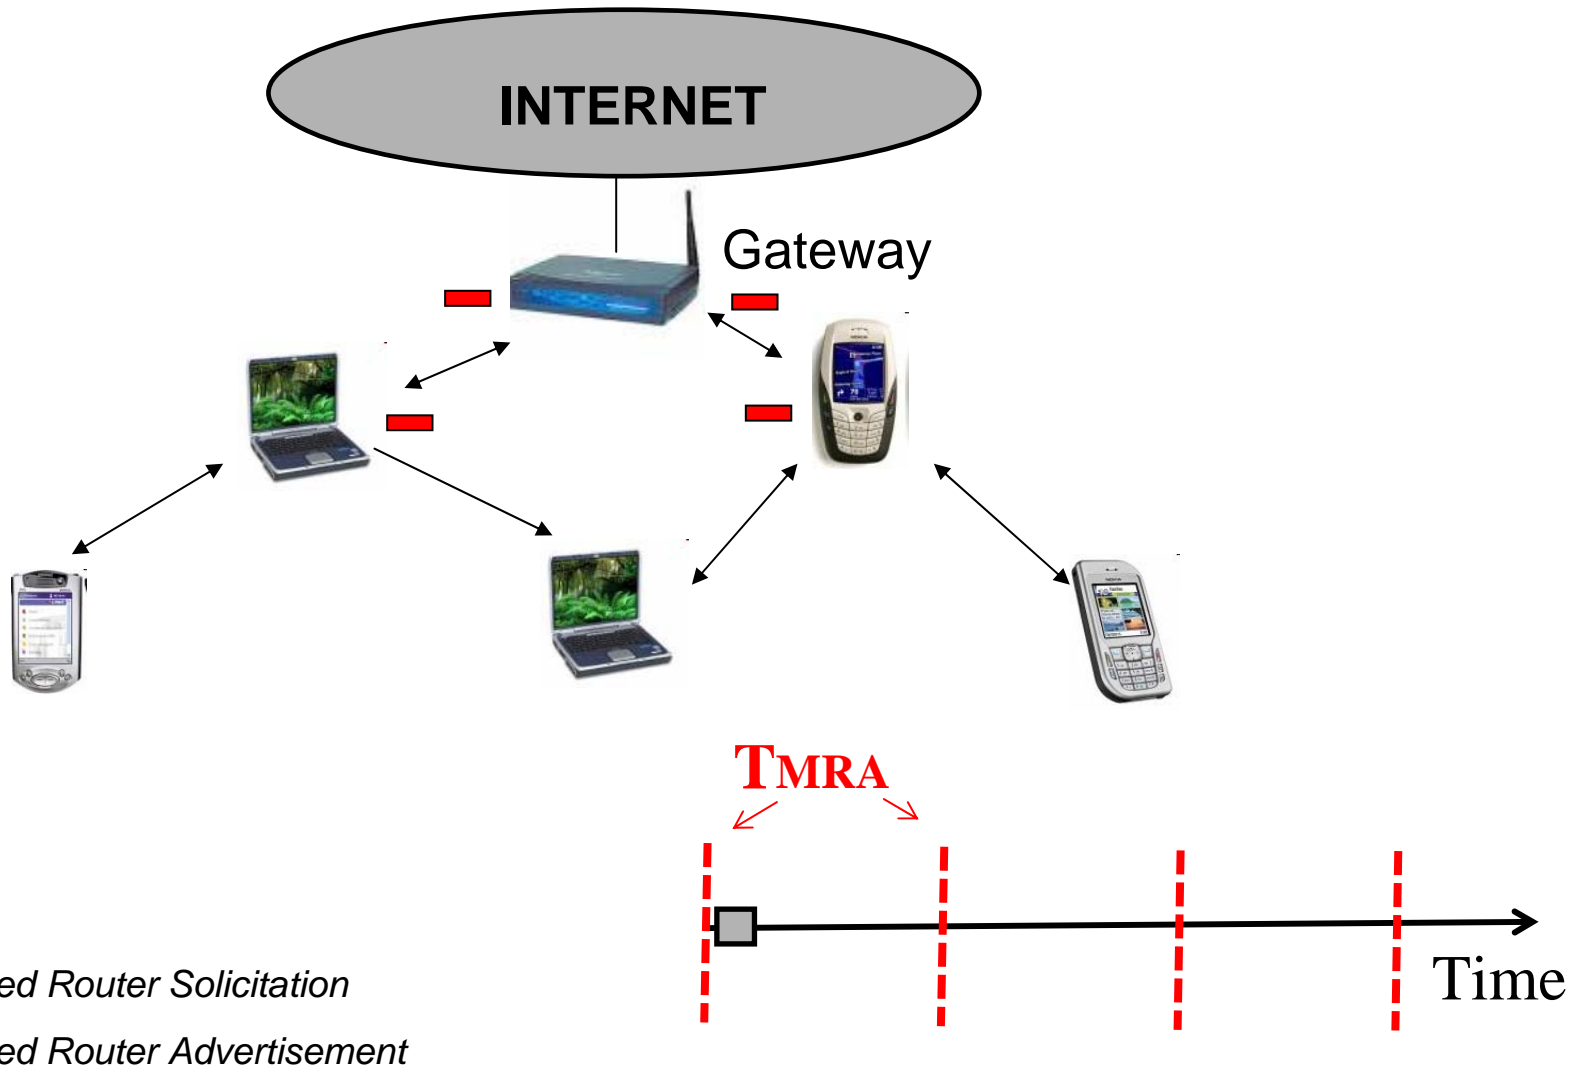 INTERNET
Gateway
TMRA
Time
ed Router Solicitation
ed Router Advertisement